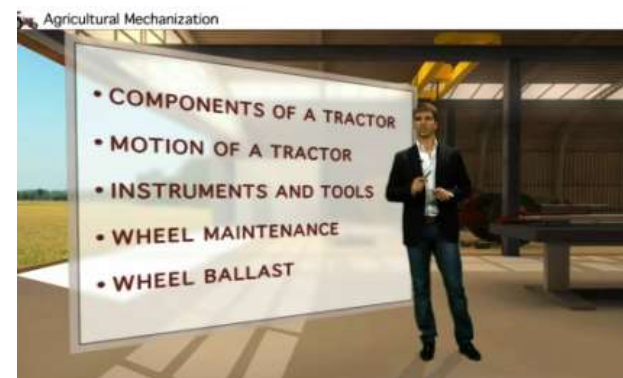 Agricultural Mechanization
• COMPONENTS OF A TRACTOR
• MOTION OF A TRACTOR
• INSTRUMENTS AND TOOLS
• WHEEL MAINTENANCE
• WHEEL BALLAST